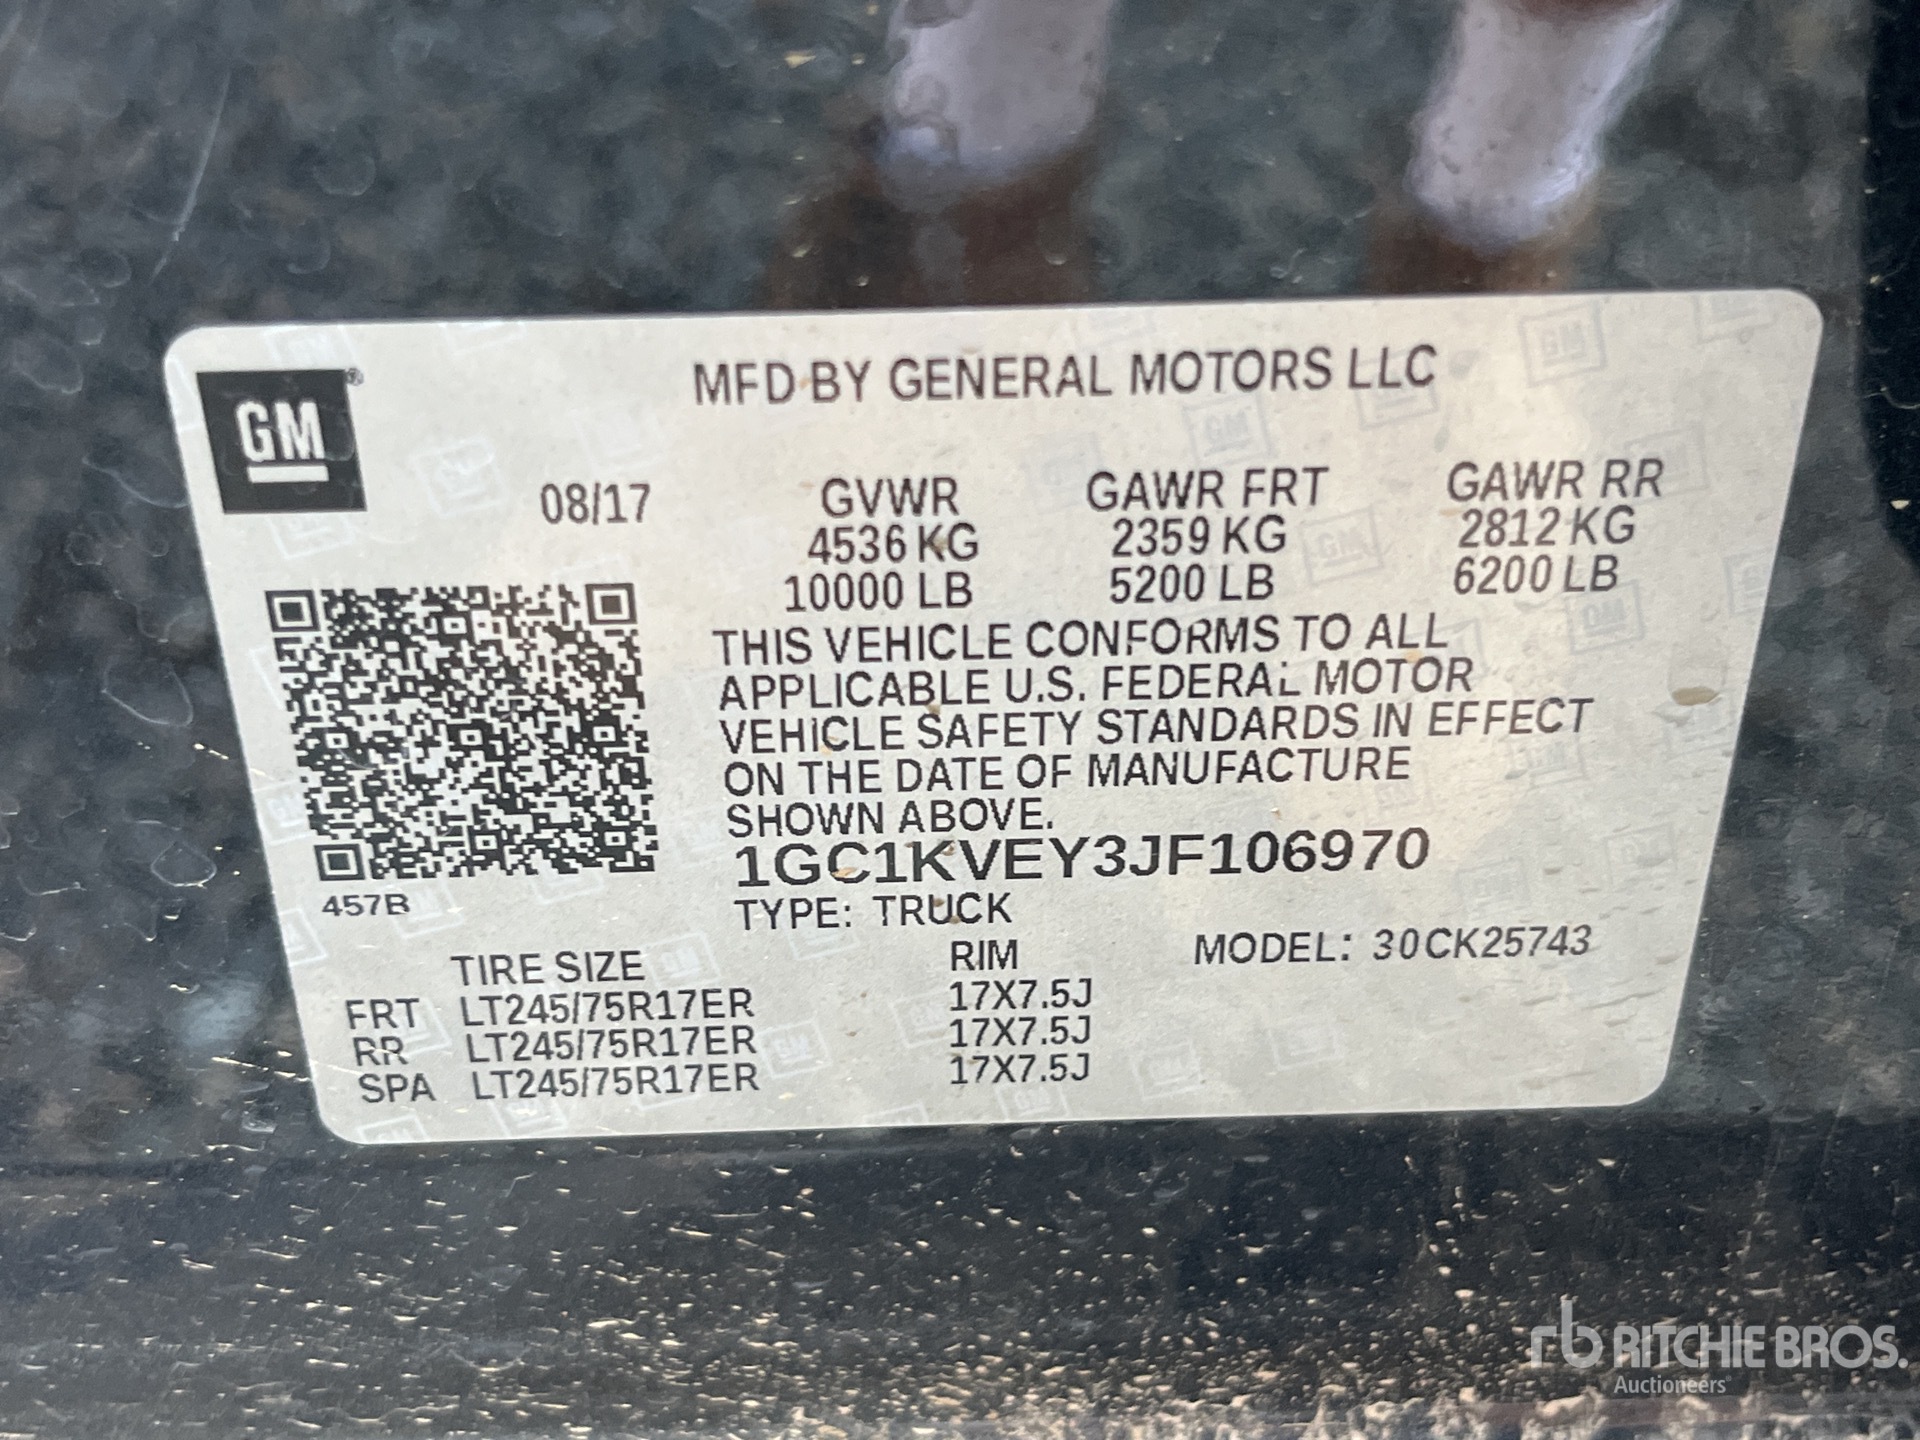 GM®
MFD BY GENERAL MOTORS LLC
08/17 GVWR GAWR FRT GAWR RR
4536 KG 2359 KG 2812 KG
10000 LB 5200 LB 6200 LB
THIS VEHICLE CONFORMS TO ALL
APPLICABLE U.S. FEDERAL MOTOR
VEHICLE SAFETY STANDARDS IN EFFECT
ON THE DATE OF MANUFACTURE
SHOWN ABOVE.
1GC1KVEY3JF106970
457B
TYPE: TRUCK
TIRE SIZE RIM MODEL: 30CK25743
FRT LT245/75R17ER 17X7.5J
RR LT245/75R17ER 17X7.5J
SPA LT245/75R17ER 17X7.5J
rb RITCHIE BROS.
Auctioneers